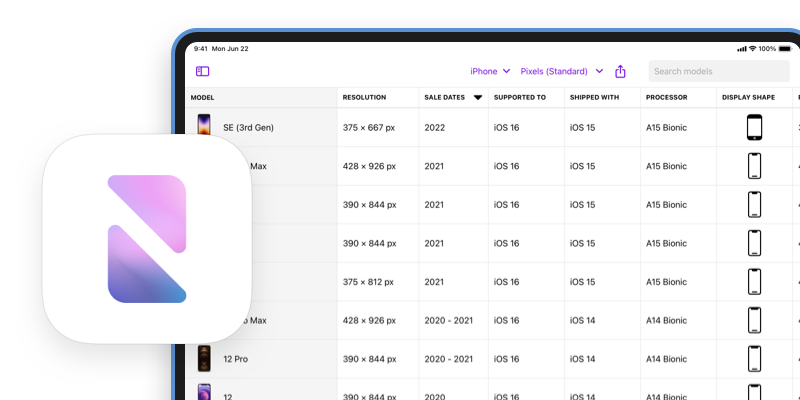 9:41 Mon Jun 22 100%
iPhone Pixels (Standard) Search models
MODEL RESOLUTION SALE DATES SUPPORTED TO SHIPPED WITH PROCESSOR DISPLAY SHAPE
SE (3rd Gen) 375 × 667 px 2022 iOS 16 iOS 15 A15 Bionic
Max 428 × 926 px 2021 iOS 16 iOS 15 A15 Bionic
390 × 844 px 2021 iOS 16 iOS 15 A15 Bionic
390 × 844 px 2021 iOS 16 iOS 15 A15 Bionic
375 × 812 px 2021 iOS 16 iOS 15 A15 Bionic
Max 428 × 926 px 2020 - 2021 iOS 16 iOS 14 A14 Bionic
12 Pro 390 × 844 px 2020 - 2021 iOS 16 iOS 14 A14 Bionic
12 390 × 844 px 2020 iOS 16 iOS 14 A14 Bionic